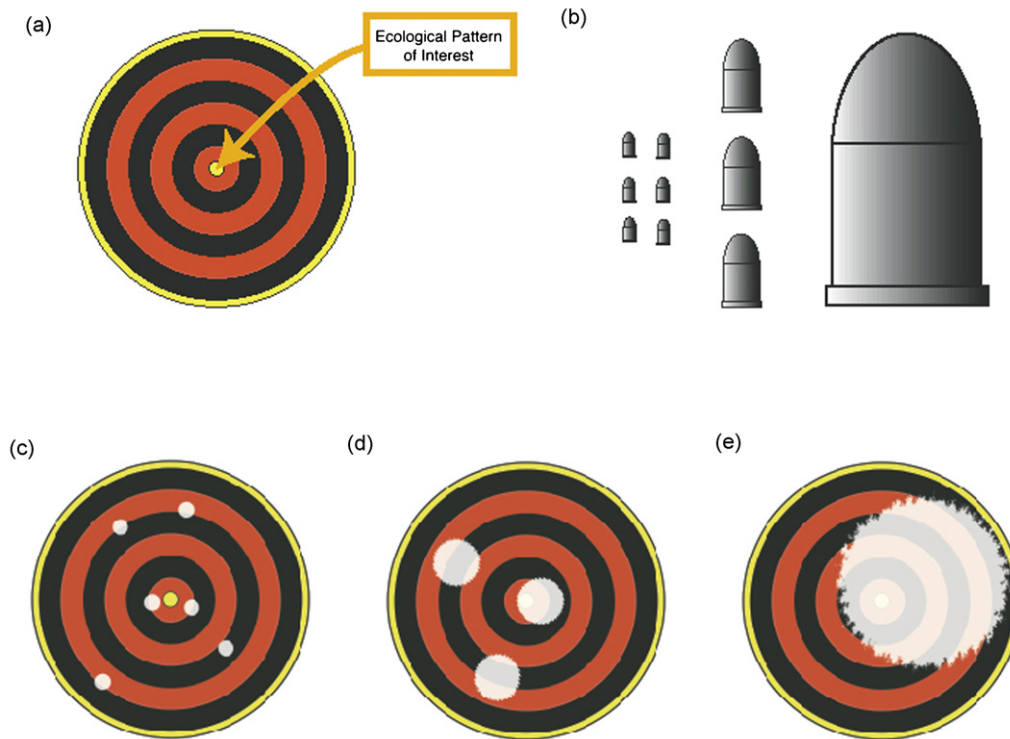 (a)
Ecological Pattern
of Interest
(b)
(c)
(d)
(e)